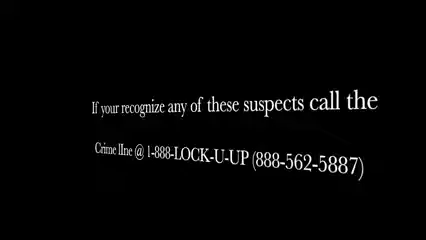 If your recognize any of these suspects call the
Crime lIne @ 1-888-LOCK-U-UP (888-562-5887)